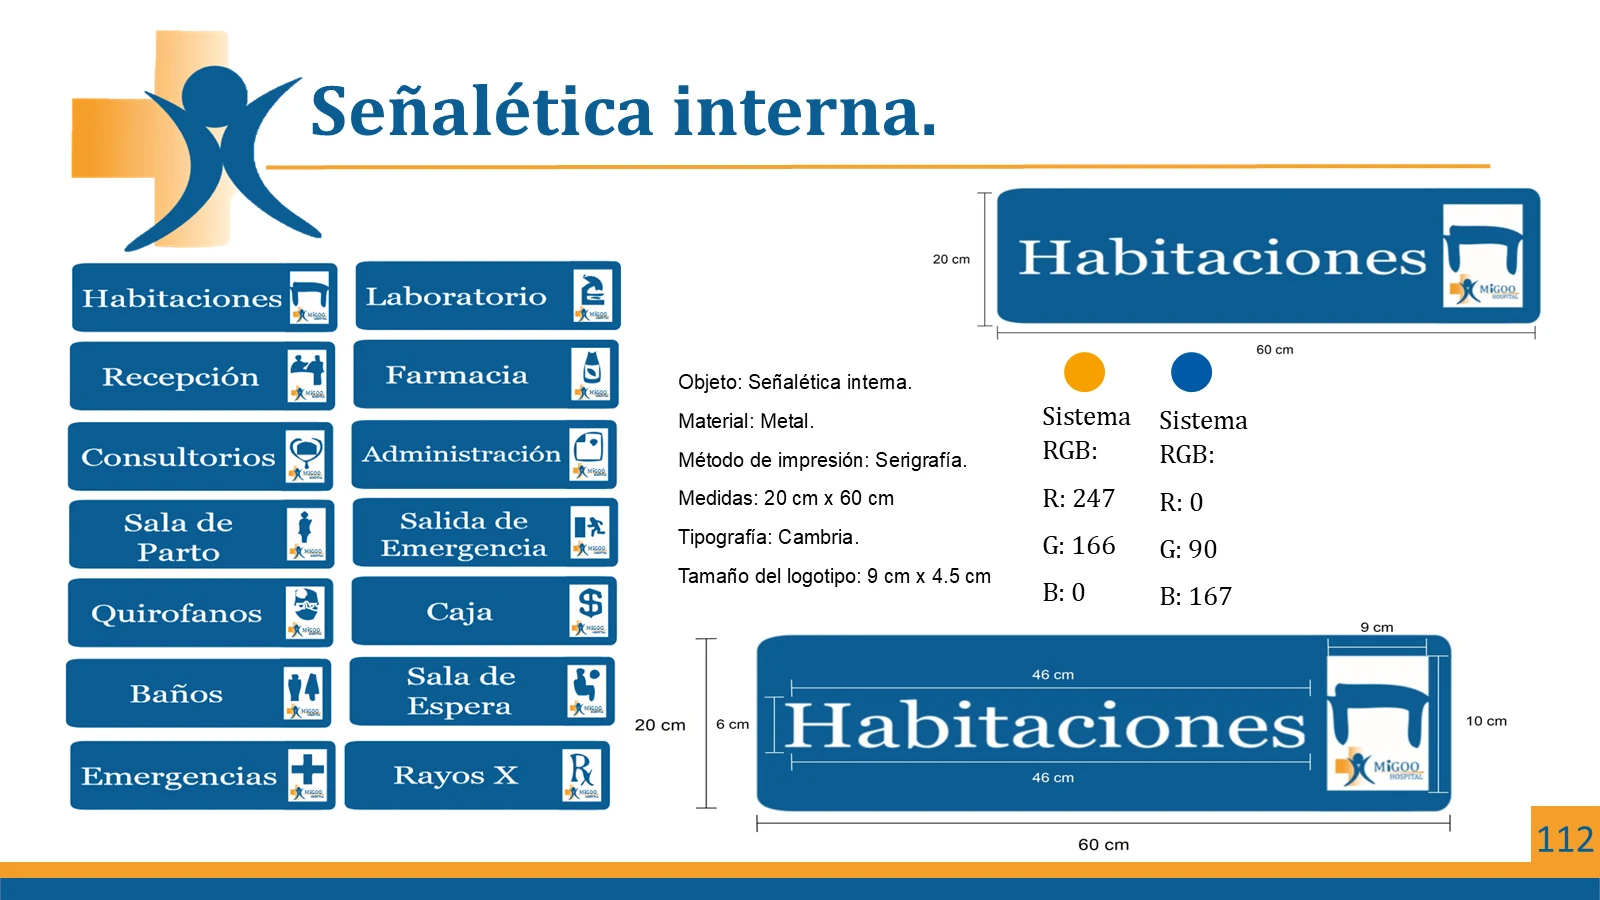 Señalética interna.
Habitaciones
MiGOO
HOSPITAL
20 cm
60 cm
Habitaciones
Laboratorio
Recepción
Farmacia
Consultorios
Administración
Sala de
Parto
Salida de
Emergencia
Quirofanos
Caja
Baños
Sala de
Espera
Emergencias
Rayos X
Objeto: Señalética interna.
Material: Metal.
Método de impresión: Serigrafía.
Medidas: 20 cm x 60 cm
Tipografía: Cambria.
Tamaño del logotipo: 9 cm x 4.5 cm
Sistema
RGB:
R: 247
G: 166
B: 0
Sistema
RGB:
R: 0
G: 90
B: 167
9 cm
46 cm
20 cm
6 cm
Habitaciones
10 cm
MiGOO
HOSPITAL
46 cm
60 cm
112